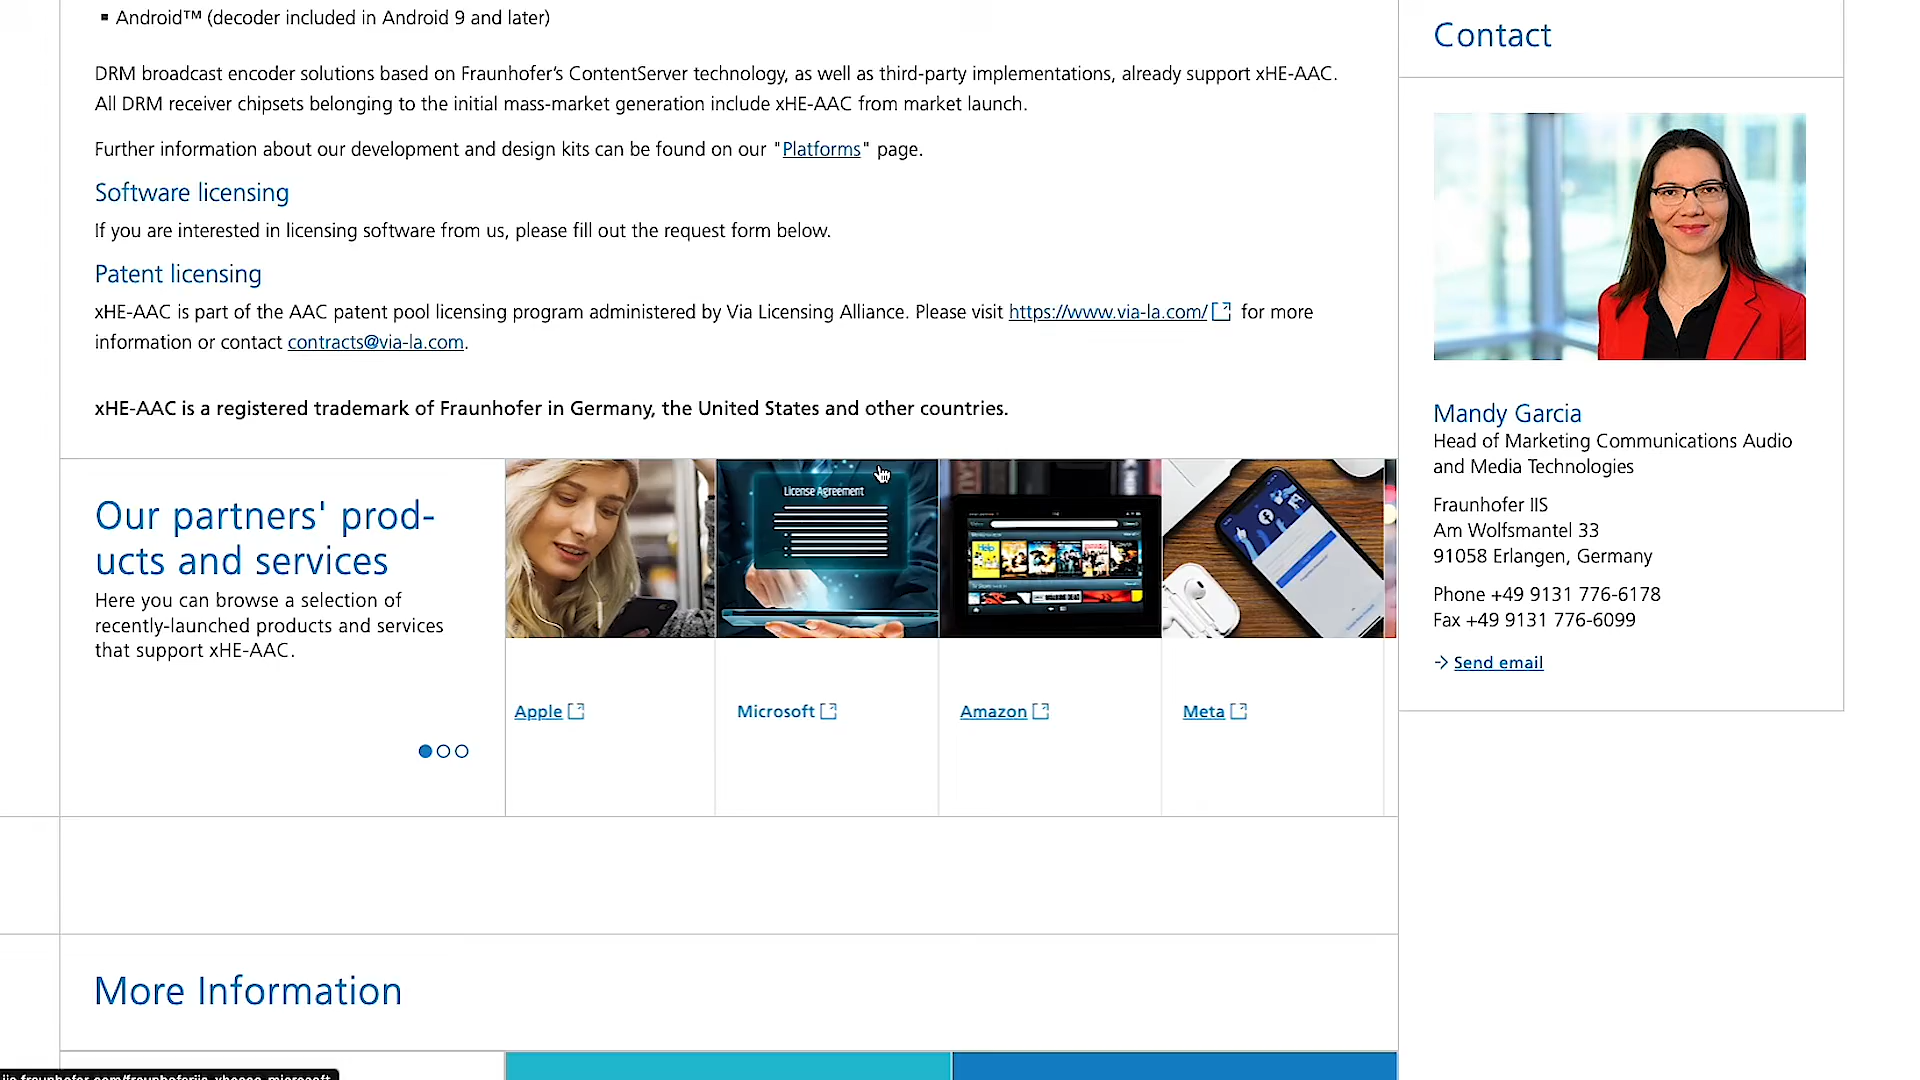 ▪ Android™ (decoder included in Android 9 and later)
DRM broadcast encoder solutions based on Fraunhofer’s ContentServer technology, as well as third-party implementations, already support xHE-AAC.
All DRM receiver chipsets belonging to the initial mass-market generation include xHE-AAC from market launch.
Further information about our development and design kits can be found on our "Platforms" page.
Software licensing
If you are interested in licensing software from us, please fill out the request form below.
Patent licensing
xHE-AAC is part of the AAC patent pool licensing program administered by Via Licensing Alliance. Please visit https://www.via-la.com/ for more
information or contact contracts@via-la.com.
xHE-AAC is a registered trademark of Fraunhofer in Germany, the United States and other countries.
Our partners' prod-
ucts and services
Here you can browse a selection of
recently-launched products and services
that support xHE-AAC.
License Agreement
Apple
Microsoft
Amazon
Meta
More Information
Contact
Mandy Garcia
Head of Marketing Communications Audio
and Media Technologies
Fraunhofer IIS
Am Wolfsmantel 33
91058 Erlangen, Germany
Phone +49 9131 776-6178
Fax +49 9131 776-6099
→ Send email